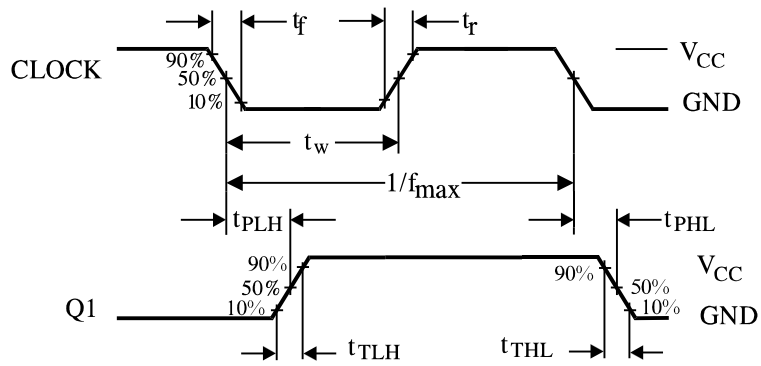 tf
tr
90%
CLOCK
50%
10%
VCC
GND
tw
1/fmax
tPLH
tPHL
90%
50%
10%
Q1
90%
50%
10%
VCC
GND
tTLH
tTHL